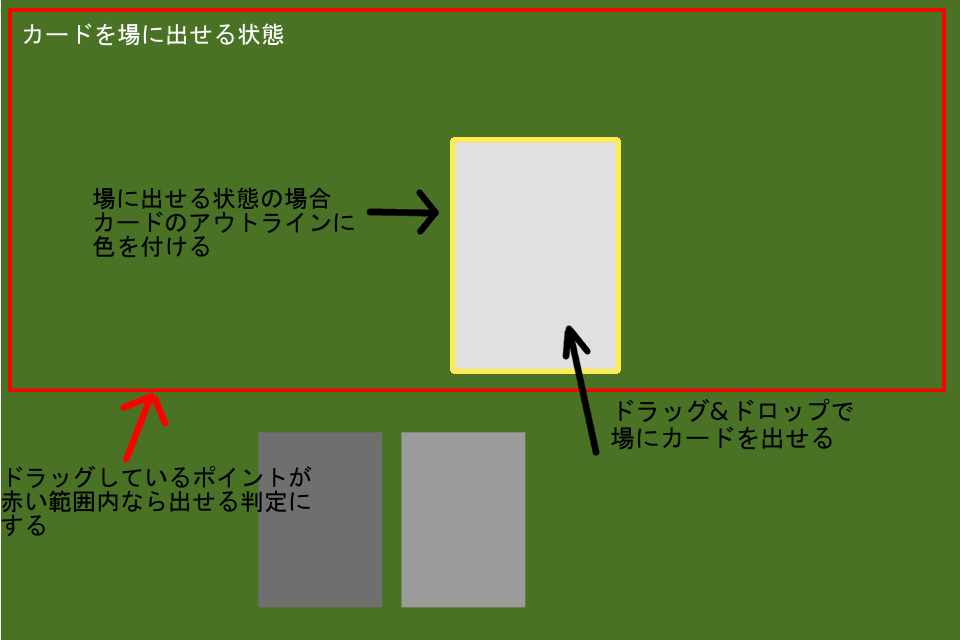 カードを場に出せる状態
場に出せる状態の場合
カードのアウトラインに
色を付ける
ドラッグ&ドロップで
場にカードを出せる
ドラッグしているポイントが
赤い範囲内なら出せる判定に
する